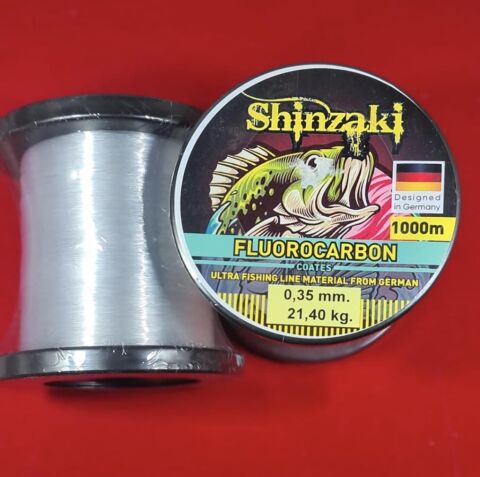 Shinzaki
Designed
in Germany
1000m
FLUOROCARBON
COATES
ULTRA FISHING LINE MATERIAL FROM GERMAN
0,35 mm.
21,40 kg.